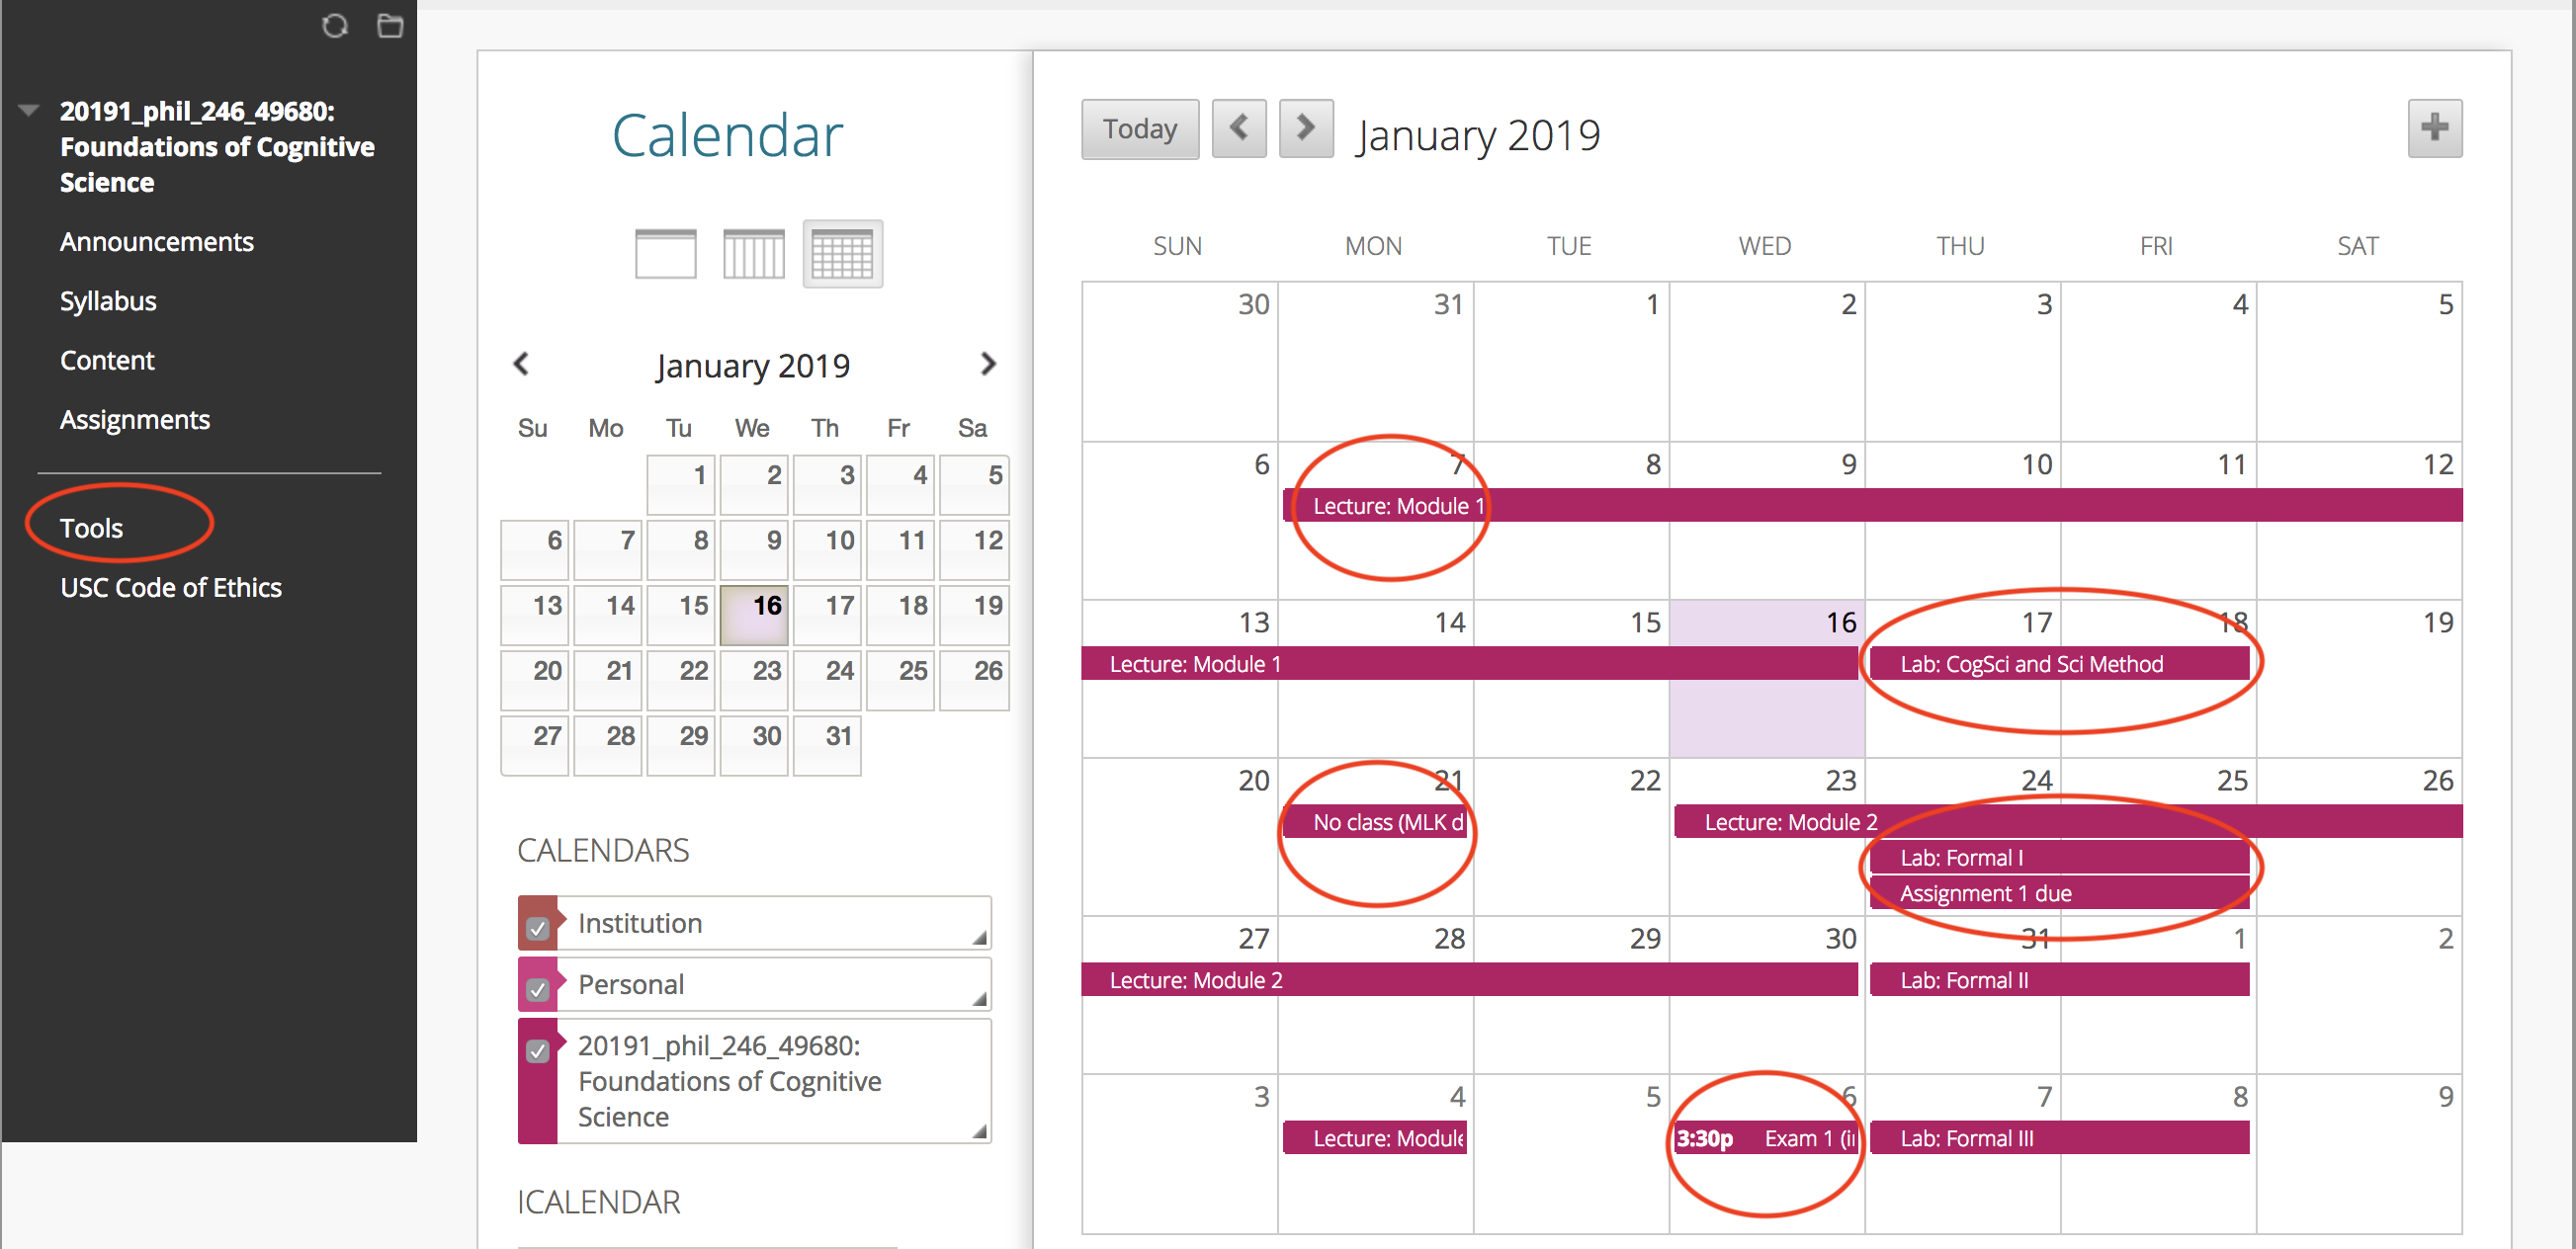 20191_phil_246_49680:
Foundations of Cognitive
Science
Announcements
Syllabus
Content
Assignments
Tools
USC Code of Ethics
Calendar
January 2019
Su Mo Tu We Th Fr Sa
1 2 3 4 5
6 7 8 9 10 11 12
13 14 15 16 17 18 19
20 21 22 23 24 25 26
27 28 29 30 31
CALENDARS
Institution
Personal
20191_phil_246_49680:
Foundations of Cognitive
Science
ICALENDAR
Today January 2019
SUN MON TUE WED THU FRI SAT
30 31 1 2 3 4 5
6 7 8 9 10 11 12
Lecture: Module 1
13 14 15 16 17 18 19
Lecture: Module 1 Lab: CogSci and Sci Method
20 21 22 23 24 25 26
No class (MLK d Lecture: Module 2
Lab: Formal I
Assignment 1 due
27 28 29 30 31 1 2
Lecture: Module 2 Lab: Formal II
3 4 5 6 7 8 9
Lecture: Module 3:30p Exam 1 (i Lab: Formal III